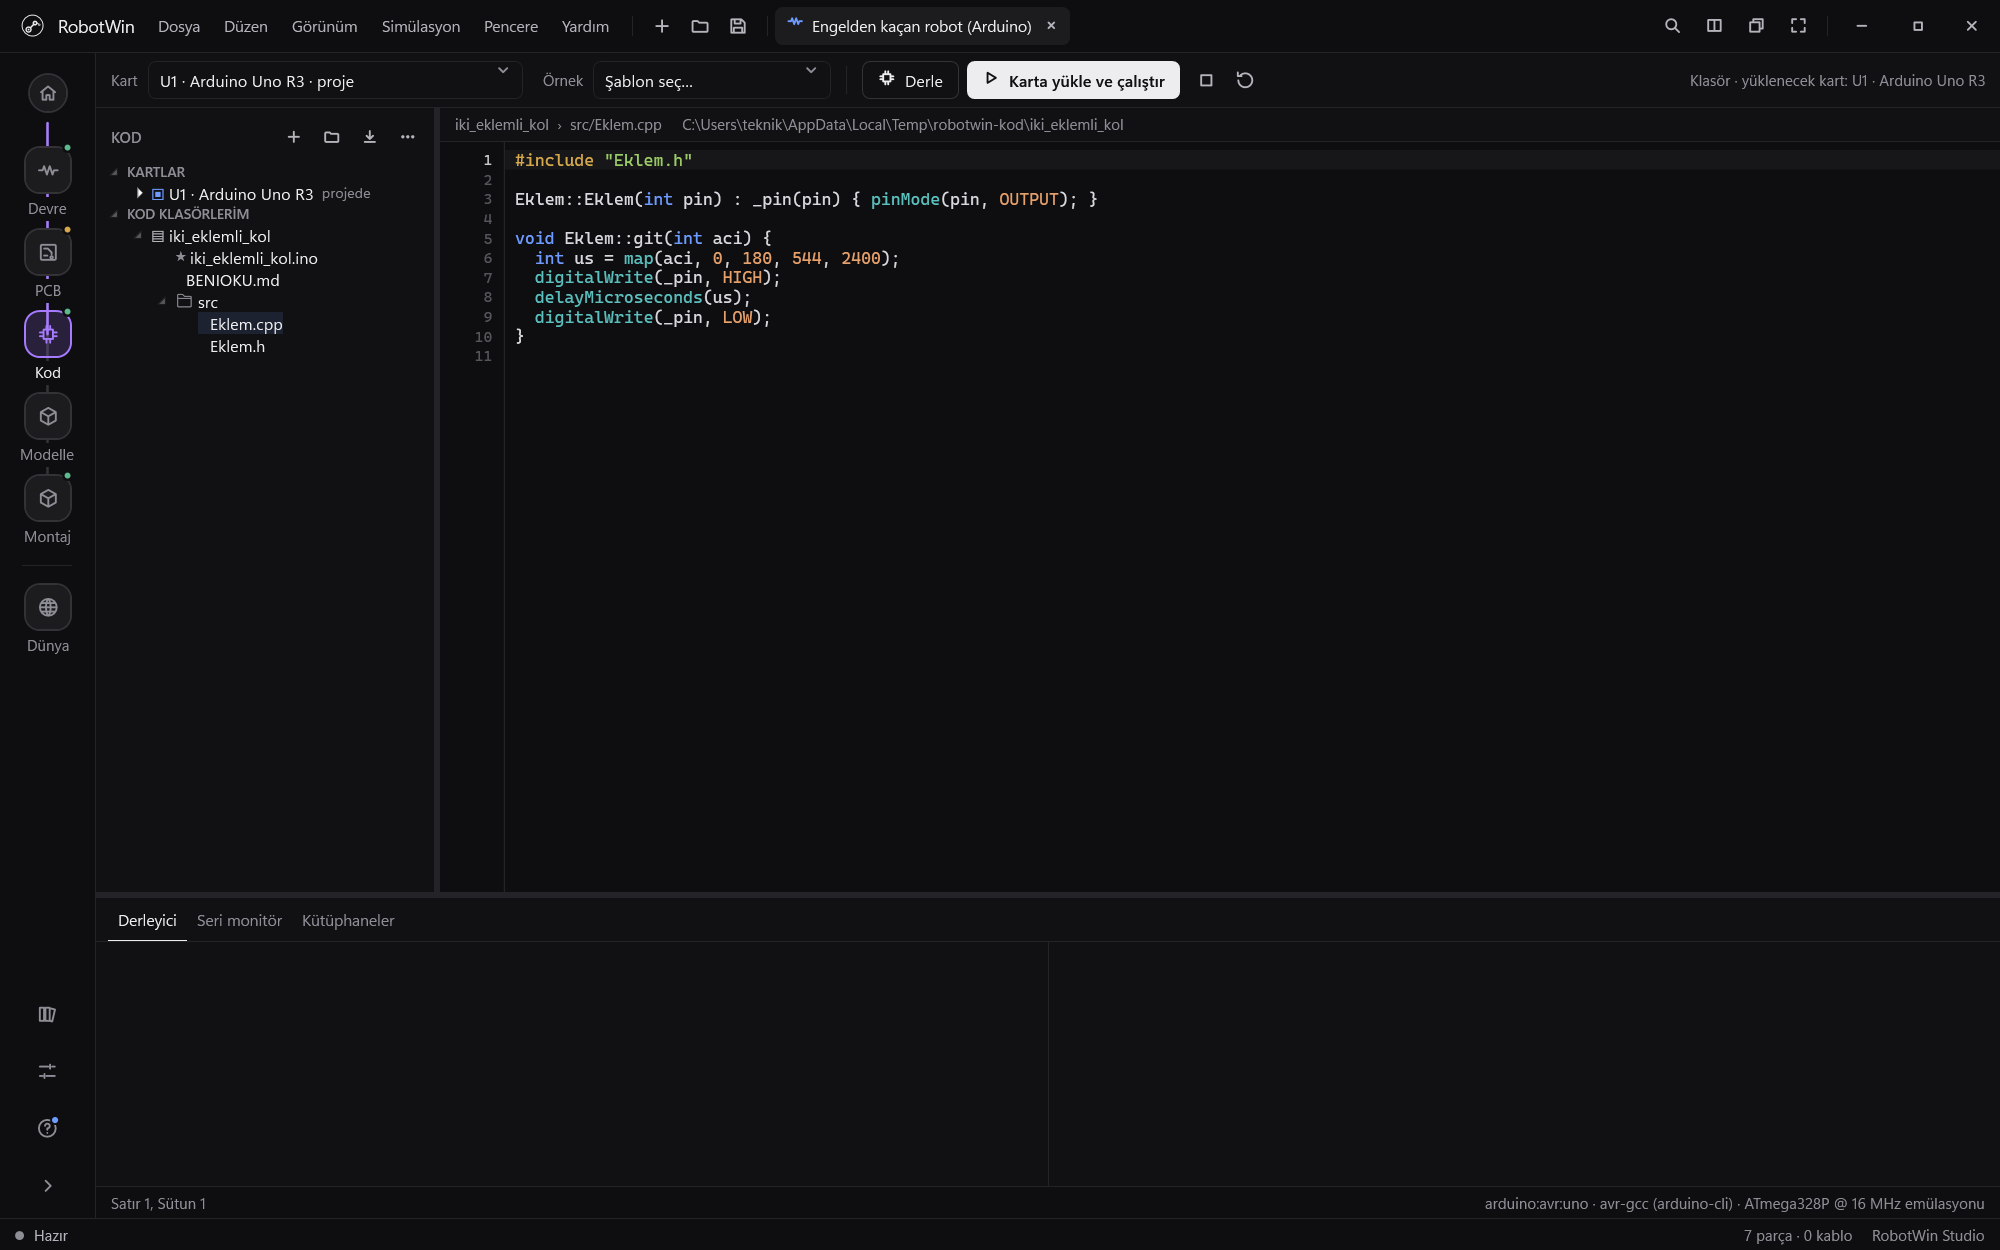 RobotWin Dosya Düzen Görünüm Simülasyon Pencere Yardım Engelden kaçan robot (Arduino)
Kart U1 · Arduino Uno R3 · proje Örnek Şablon seç... Derle Karta yükle ve çalıştır Klasör · yüklenecek kart: U1 · Arduino Uno R3
Devre
PCB
Kod
Modelle
Montaj
Dünya
KOD
KARTLAR
U1 · Arduino Uno R3 projede
KOD KLASÖRLERİM
iki_eklemli_kol
iki_eklemli_kol.ino
BENIOKU.md
src
Eklem.cpp
Eklem.h
iki_eklemli_kol › src/Eklem.cpp C:\Users\teknik\AppData\Local\Temp\robotwin-kod\iki_eklemli_kol
1 #include "Eklem.h"
2
3 Eklem::Eklem(int pin) : _pin(pin) { pinMode(pin, OUTPUT); }
4
5 void Eklem::git(int aci) {
6   int us = map(aci, 0, 180, 544, 2400);
7   digitalWrite(_pin, HIGH);
8   delayMicroseconds(us);
9   digitalWrite(_pin, LOW);
10 }
11
Derleyici Seri monitör Kütüphaneler
Satır 1, Sütun 1 arduino:avr:uno · avr-gcc (arduino-cli) · ATmega328P @ 16 MHz emülasyonu
Hazır 7 parça · 0 kablo RobotWin Studio